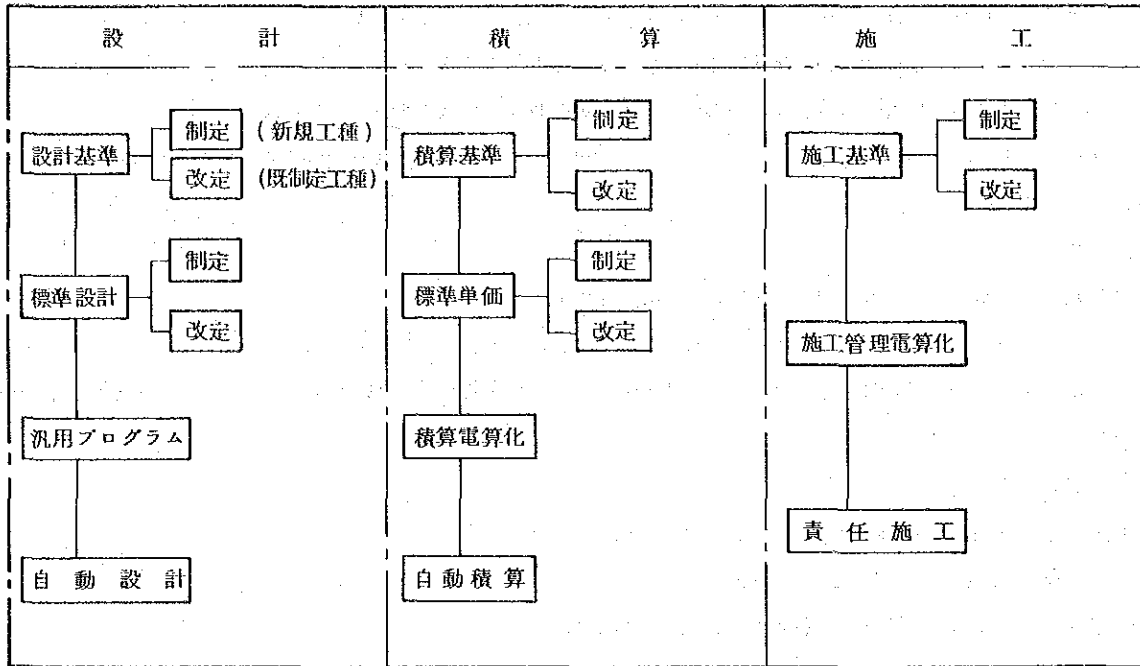 設計
積算
施工
設計基準
制定 (新規工種)
改定 (既制定工種)
標準設計
制定
改定
汎用プログラム
自動設計
積算基準
制定
改定
標準単価
制定
改定
積算電算化
自動積算
施工基準
制定
改定
施工管理電算化
責任施工